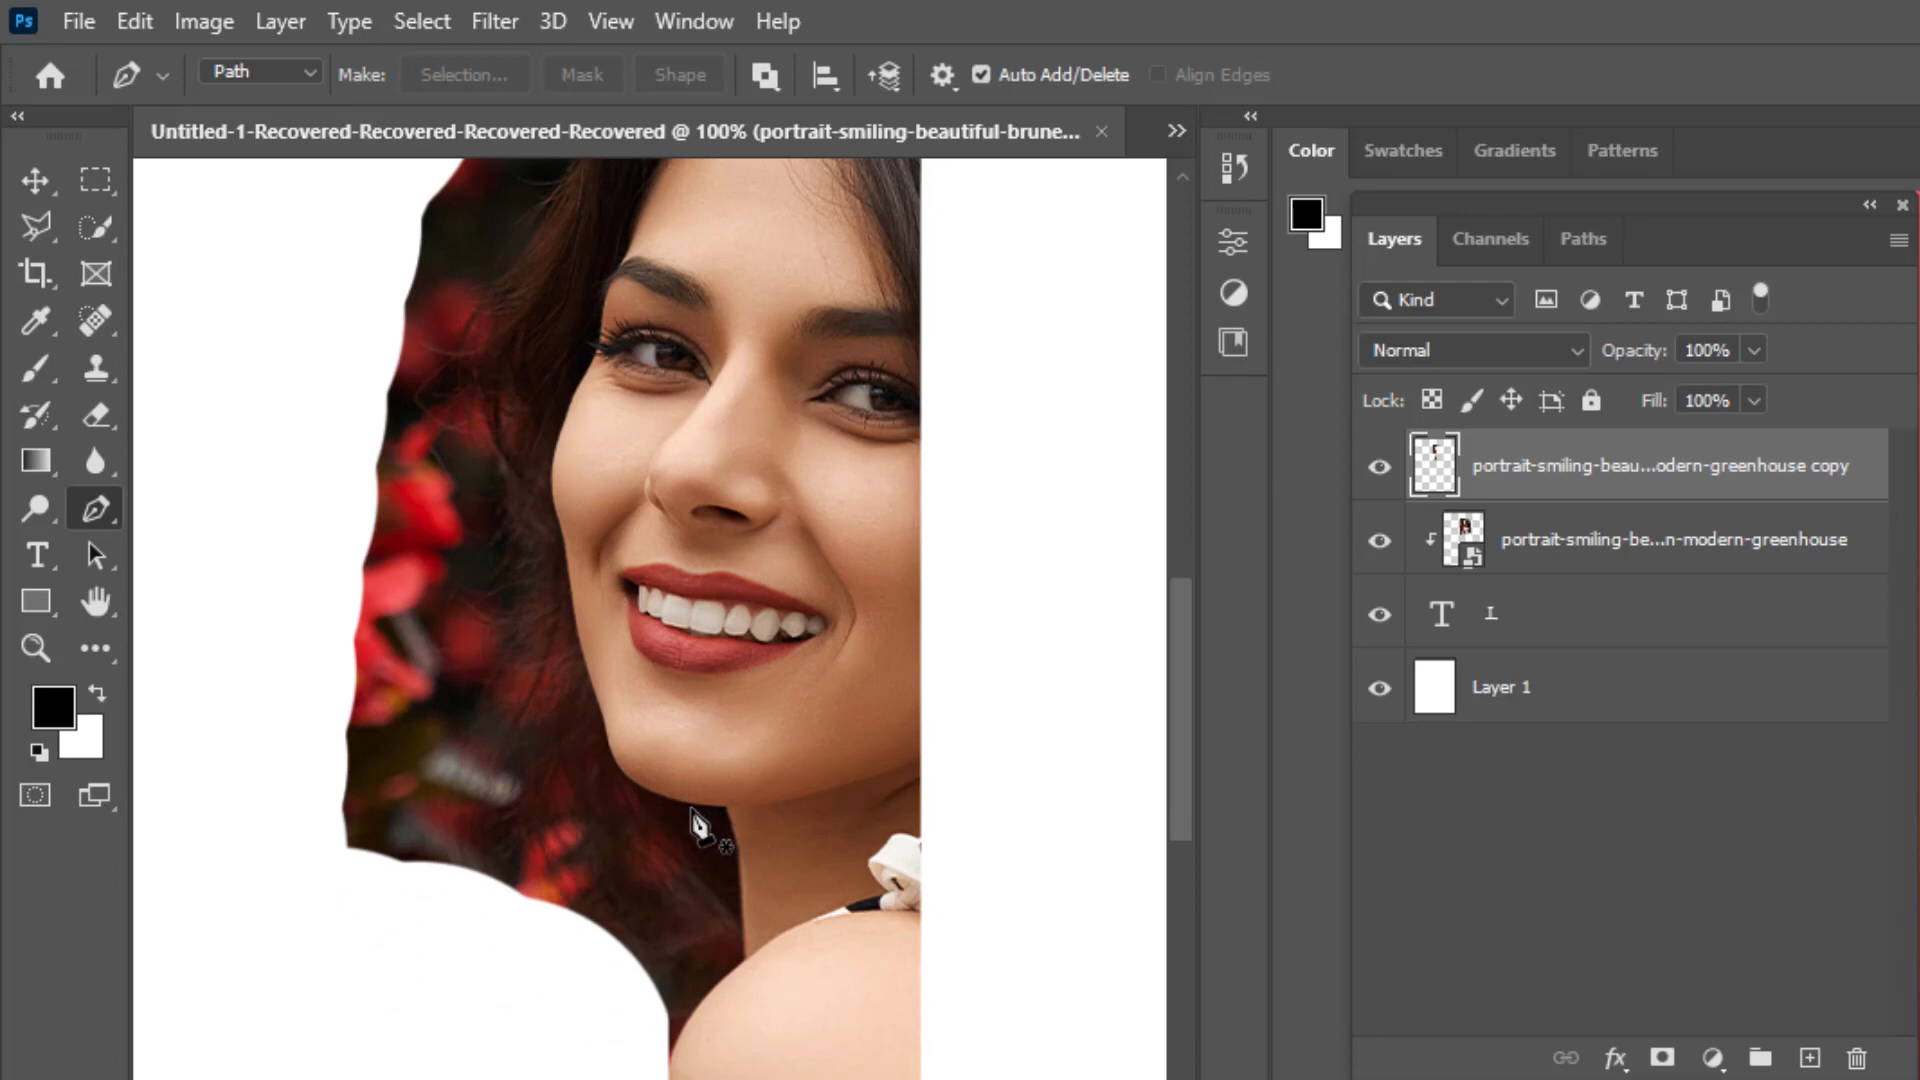 Ps File Edit Image Layer Type Select Filter 3D View Window Help
Path Make: Selection... Mask Shape Auto Add/Delete Align Edges
Untitled-1-Recovered-Recovered-Recovered-Recovered @ 100% (portrait-smiling-beautiful-brune...
Color Swatches Gradients Patterns
Layers Channels Paths
Kind
Normal Opacity: 100%
Lock: Fill: 100%
portrait-smiling-beau...odern-greenhouse copy
portrait-smiling-be...n-modern-greenhouse
T I
Layer 1
fx